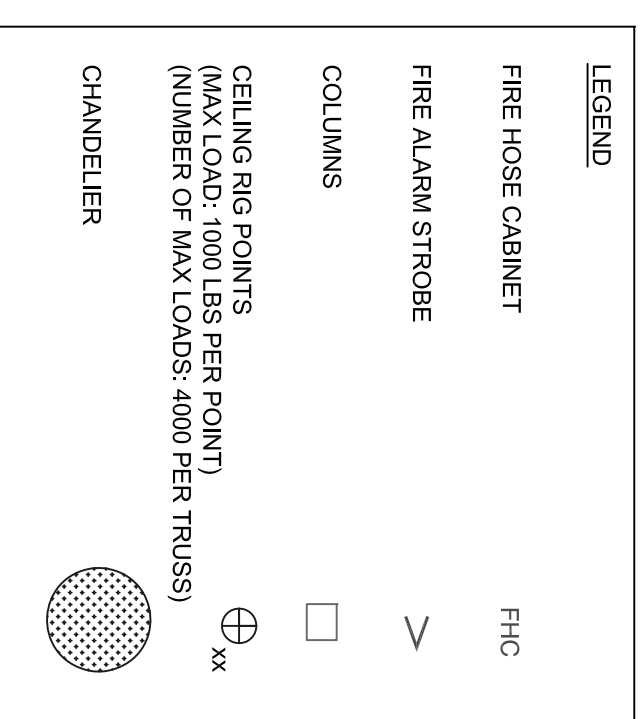 LEGEND
FIRE HOSE CABINET FHC
FIRE ALARM STROBE
COLUMNS
CEILING RIG POINTS
(MAX LOAD: 1000 LBS PER POINT)
(NUMBER OF MAX LOADS: 4000 PER TRUSS)
xx
CHANDELIER